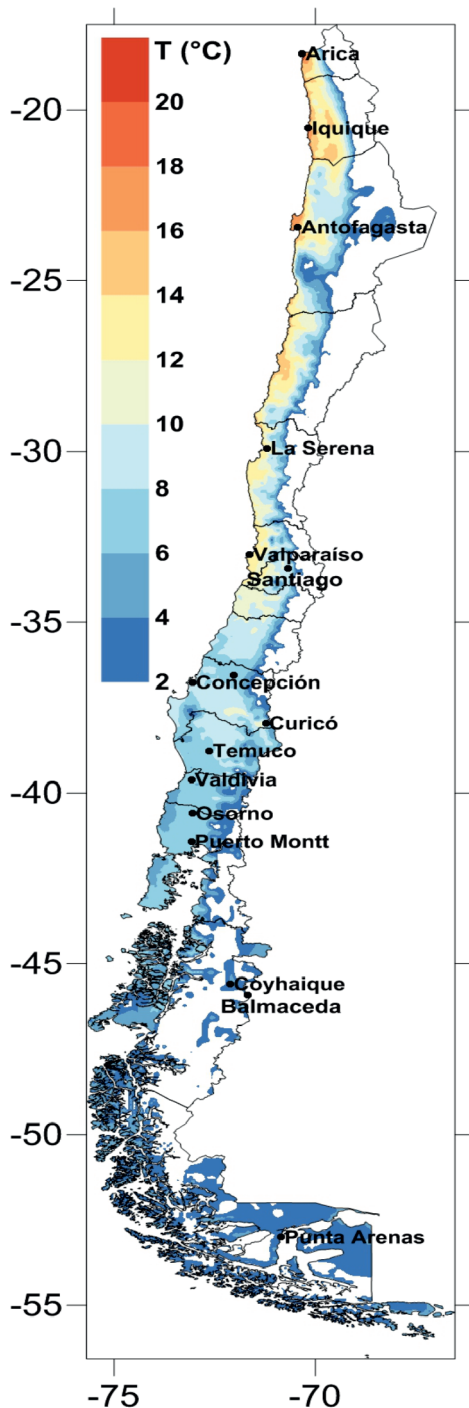 T (°C)
20
18
16
14
12
10
8
6
4
2
-20
-25
-30
-35
-40
-45
-50
-55
Arica
Iquique
Antofagasta
La Serena
Valparaíso
Santiago
Concepción
Curicó
Temuco
Valdivia
Osorno
Puerto Montt
Coyhaique
Balmaceda
Punta Arenas
-75
-70